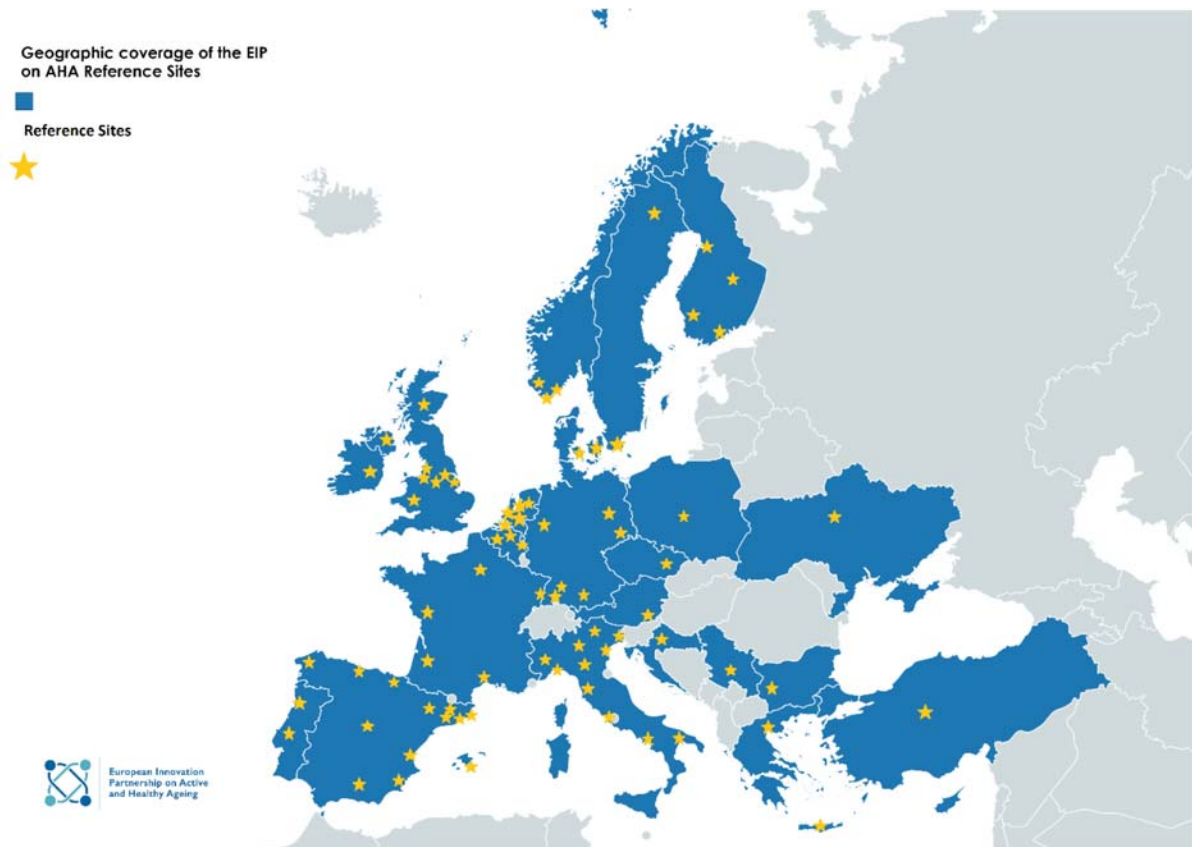 Geographic coverage of the EIP
on AHA Reference Sites
Reference Sites
European Innovation
Partnership on Active
and Healthy Ageing